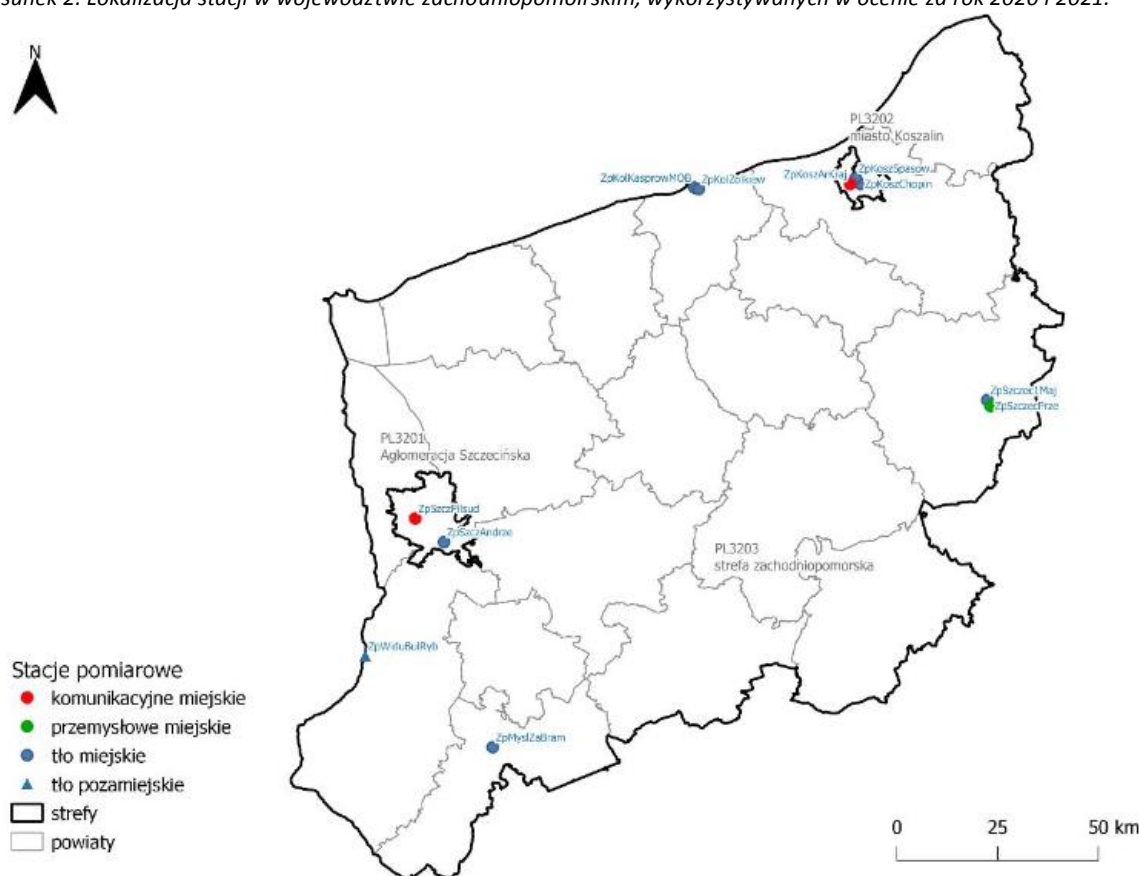 sunek 2. Lokalizacja stacji w województwie zachodniopomoirskim, wykorzystywanych w ocenie za rok 2020 i 2021.
N
PL3202
miasto Koszalin
ZpKolKasprowMOB
ZpKolZolkiew
ZpKoszArKraj
ZpKoszSpasow
ZpKoszChopin
ZpSzczec1Maj
ZpSzczecPrze
PL3201
Aglomeracja Szczecińska
ZpSzczPilsud
ZpSzczAndrze
PL3203
strefa zachodniopomorska
ZpWiduBulRyb
ZpMyslZaBram
Stacje pomiarowe
komunikacyjne miejskie
przemysłowe miejskie
tło miejskie
tło pozamiejskie
strefy
powiaty
0 25 50 km